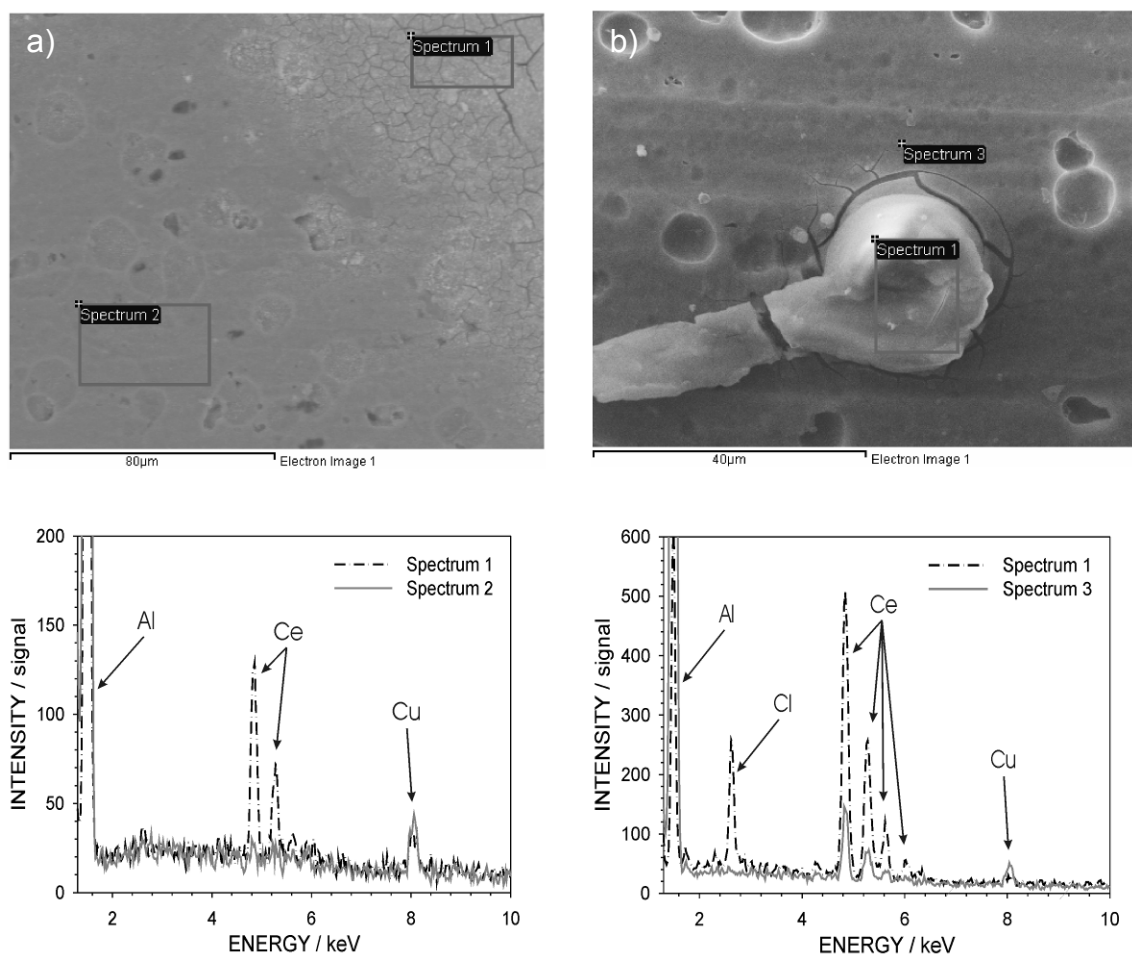 a)
Spectrum 1
Spectrum 2
80µm
Electron Image 1
b)
Spectrum 3
Spectrum 1
40µm
Electron Image 1
200
150
100
50
0
INTENSITY / signal
Spectrum 1
Spectrum 2
Al
Ce
Cu
2
4
6
8
10
ENERGY / keV
600
500
400
300
200
100
0
INTENSITY / signal
Spectrum 1
Spectrum 3
Al
Cl
Ce
Cu
2
4
6
8
10
ENERGY / keV